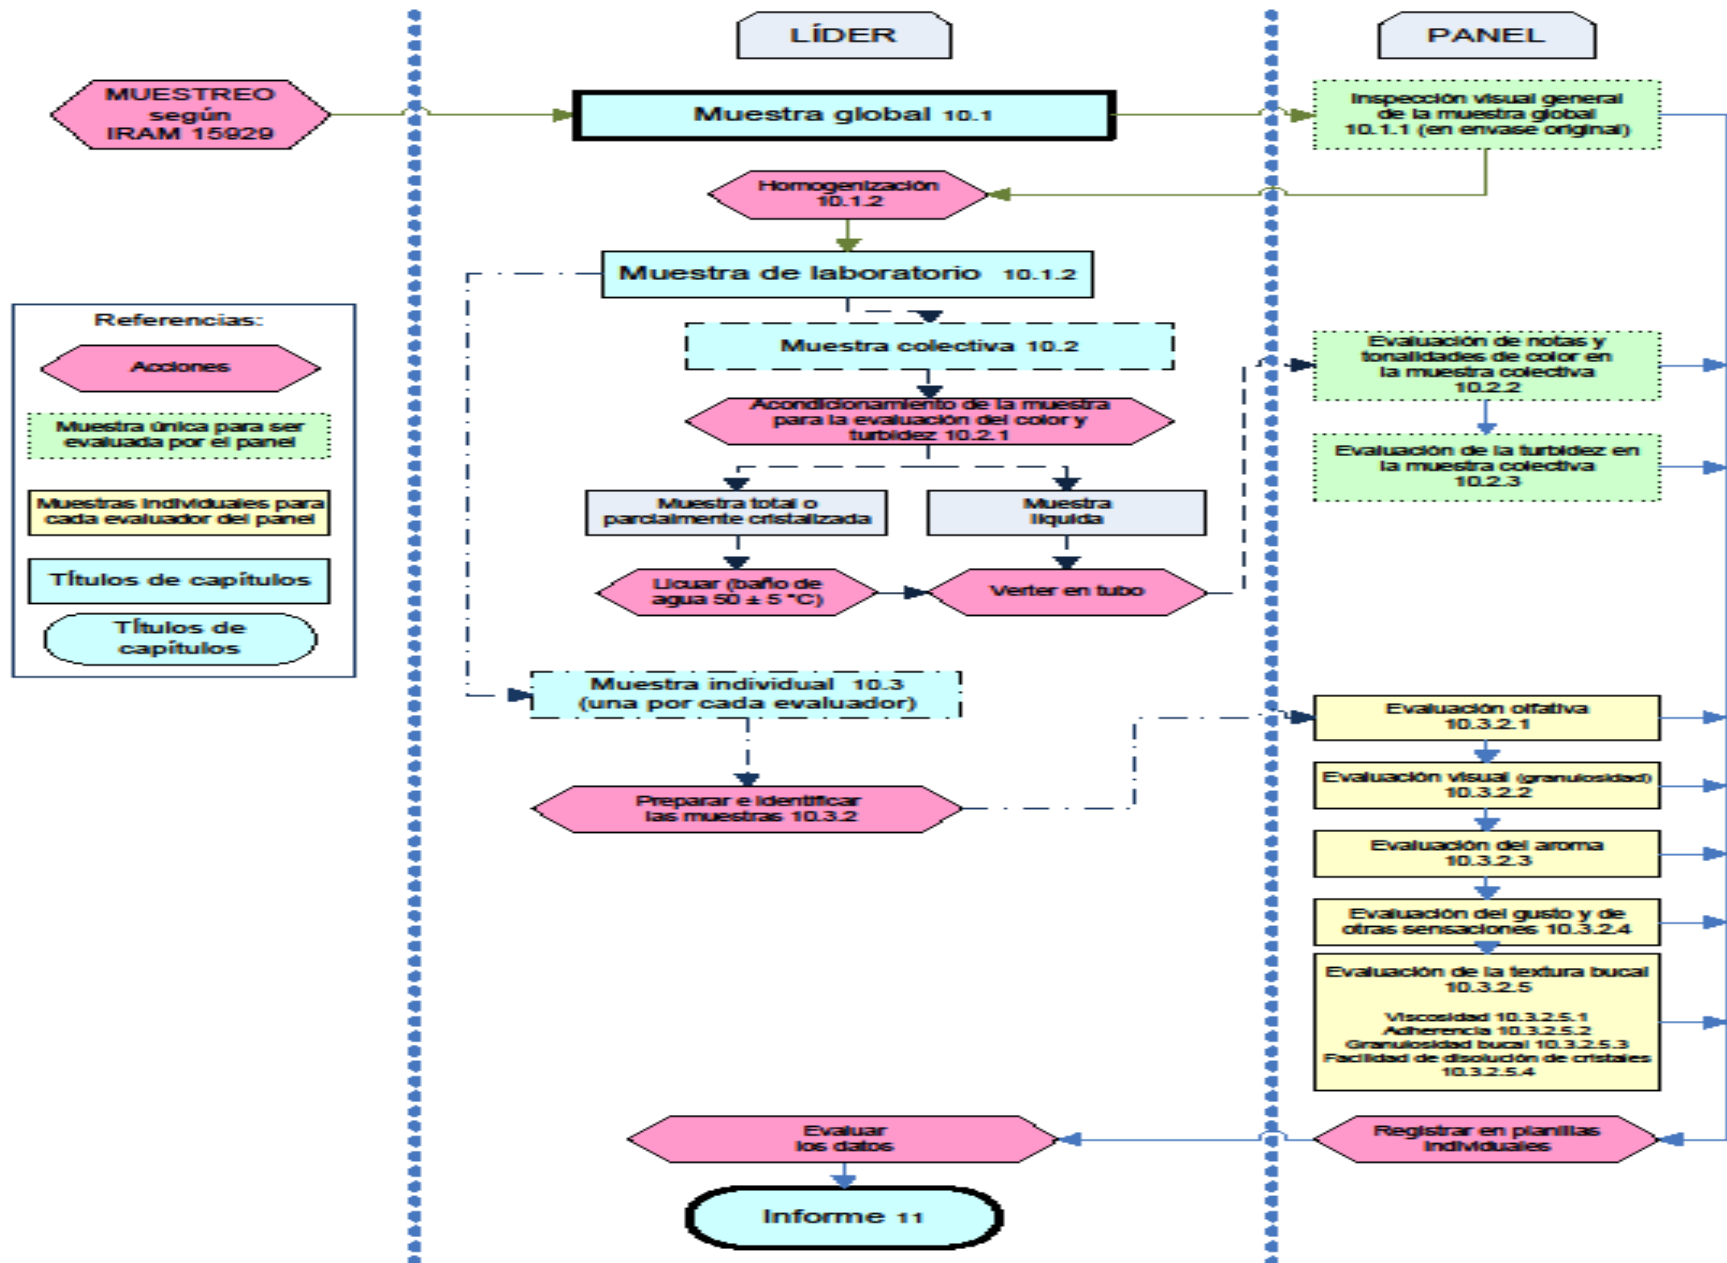 LÍDER
PANEL
MUESTREO
según
IRAM 15929
Muestra global 10.1
Inspección visual general
de la muestra global
10.1.1 (en envase original)
Homogenización
10.1.2
Muestra de laboratorio 10.1.2
Referencias:
Acciones
Muestra única para ser
evaluada por el panel
Muestras individuales para
cada evaluador del panel
Títulos de capítulos
Títulos de
capítulos
Muestra colectiva 10.2
Acondicionamiento de la muestra
para la evaluación del color y
turbidez 10.2.1
Muestra total o
parcialmente cristalizada
Muestra
líquida
Licuar (baño de
agua 50 ± 5 °C)
Verter en tubo
Evaluación de notas y
tonalidades de color en
la muestra colectiva
10.2.2
Evaluación de la turbidez en
la muestra colectiva
10.2.3
Muestra individual 10.3
(una por cada evaluador)
Preparar e identificar
las muestras 10.3.2
Evaluación olfativa
10.3.2.1
Evaluación visual (granulosidad)
10.3.2.2
Evaluación del aroma
10.3.2.3
Evaluación del gusto y de
otras sensaciones 10.3.2.4
Evaluación de la textura bucal
10.3.2.5
Viscosidad 10.3.2.5.1
Adherencia 10.3.2.5.2
Granulosidad bucal 10.3.2.5.3
Facilidad de disolución de cristales
10.3.2.5.4
Registrar en planillas
individuales
Evaluar
los datos
Informe 11